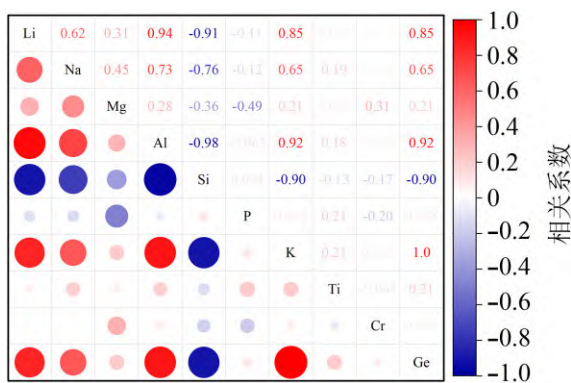 Li 0.62 0.31 0.94 -0.91 -0.11 0.85 0.85
Na 0.45 0.73 -0.76 -0.12 0.65 0.19 0.65
Mg 0.28 -0.36 -0.49 0.21 0.31 0.21
Al -0.98 0.92 0.18 0.92
Si -0.90 -0.13 -0.17 -0.90
P 0.21 -0.20
K 0.21 1.0
Ti 0.21
Cr
Ge
1.0
0.8
0.6
0.4
0.2
0
-0.2
-0.4
-0.6
-0.8
-1.0
相关系数